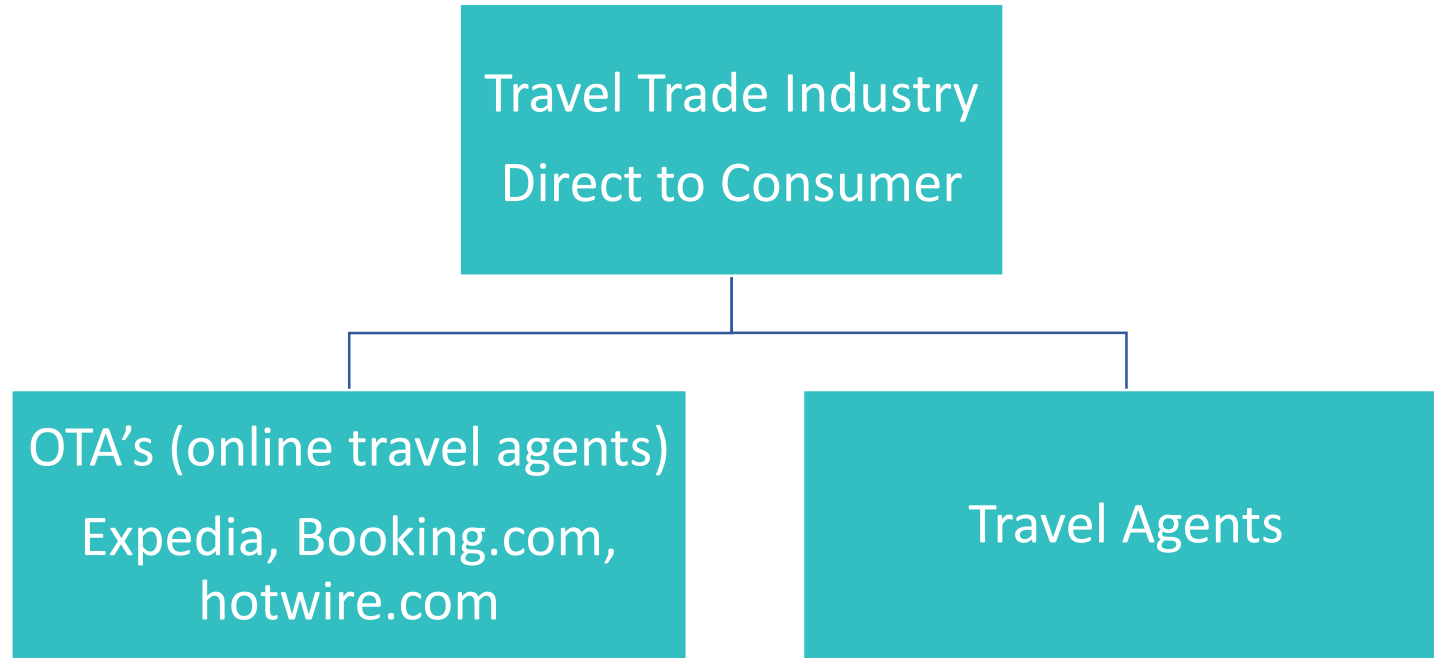 Travel Trade Industry
Direct to Consumer
OTA’s (online travel agents)
Expedia, Booking.com,
hotwire.com
Travel Agents